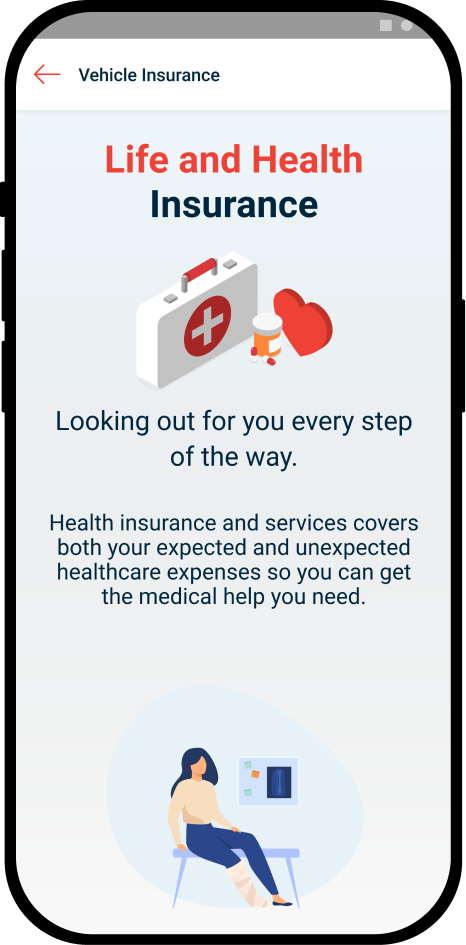 Vehicle Insurance
Life and Health
Insurance
Looking out for you every step
of the way.
Health insurance and services covers
both your expected and unexpected
healthcare expenses so you can get
the medical help you need.